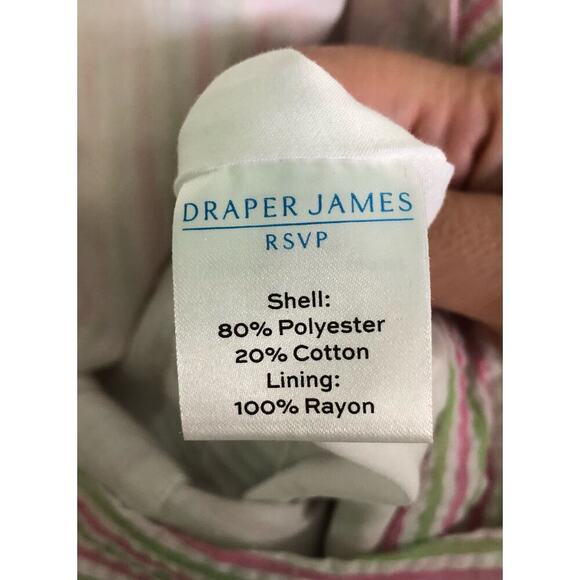 DRAPER JAMES
RSVP
Shell:
80% Polyester
20% Cotton
Lining:
100% Rayon